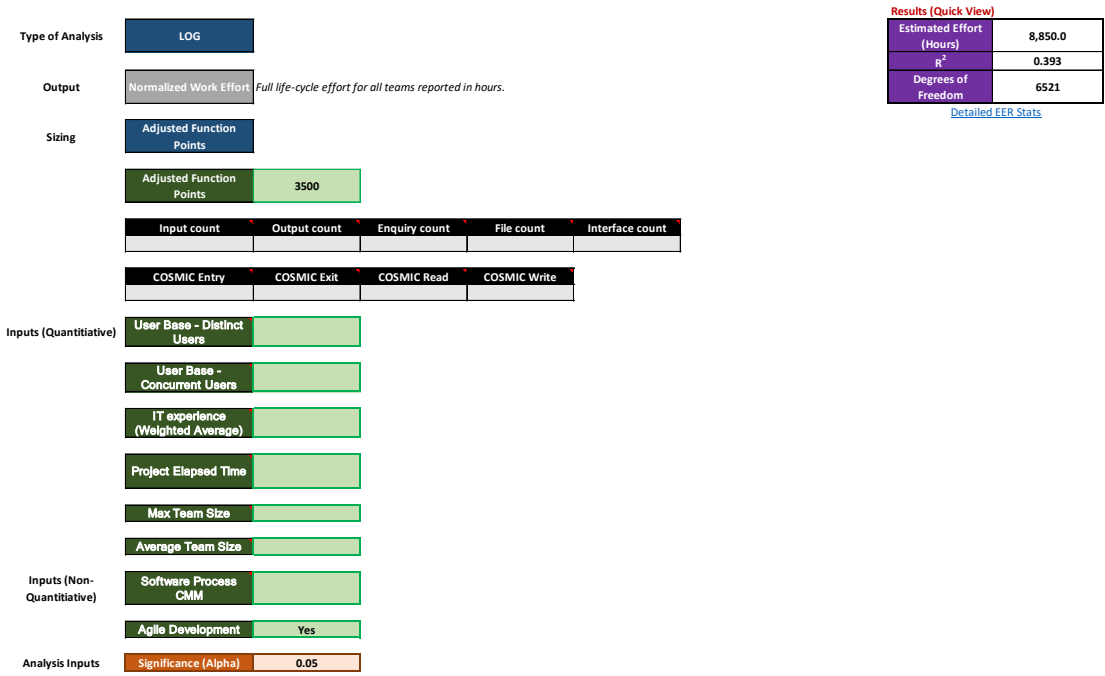 Results (Quick View)
Type of Analysis
LOG
Estimated Effort
(Hours)
8,850.0
R2
0.393
Degrees of
Freedom
6521
Detailed EER Stats
Output
Normalized Work Effort
Full life-cycle effort for all teams reported in hours.
Sizing
Adjusted Function
Points
Adjusted Function
Points
3500
Input count
Output count
Enquiry count
File count
Interface count
COSMIC Entry
COSMIC Exit
COSMIC Read
COSMIC Write
Inputs (Quantitiative)
User Base - Distinct
Users
User Base -
Concurrent Users
IT experience
(Weighted Average)
Project Elapsed Time
Max Team Size
Average Team Size
Inputs (Non-
Quantitiative)
Software Process
CMM
Agile Development
Yes
Analysis Inputs
Significance (Alpha)
0.05